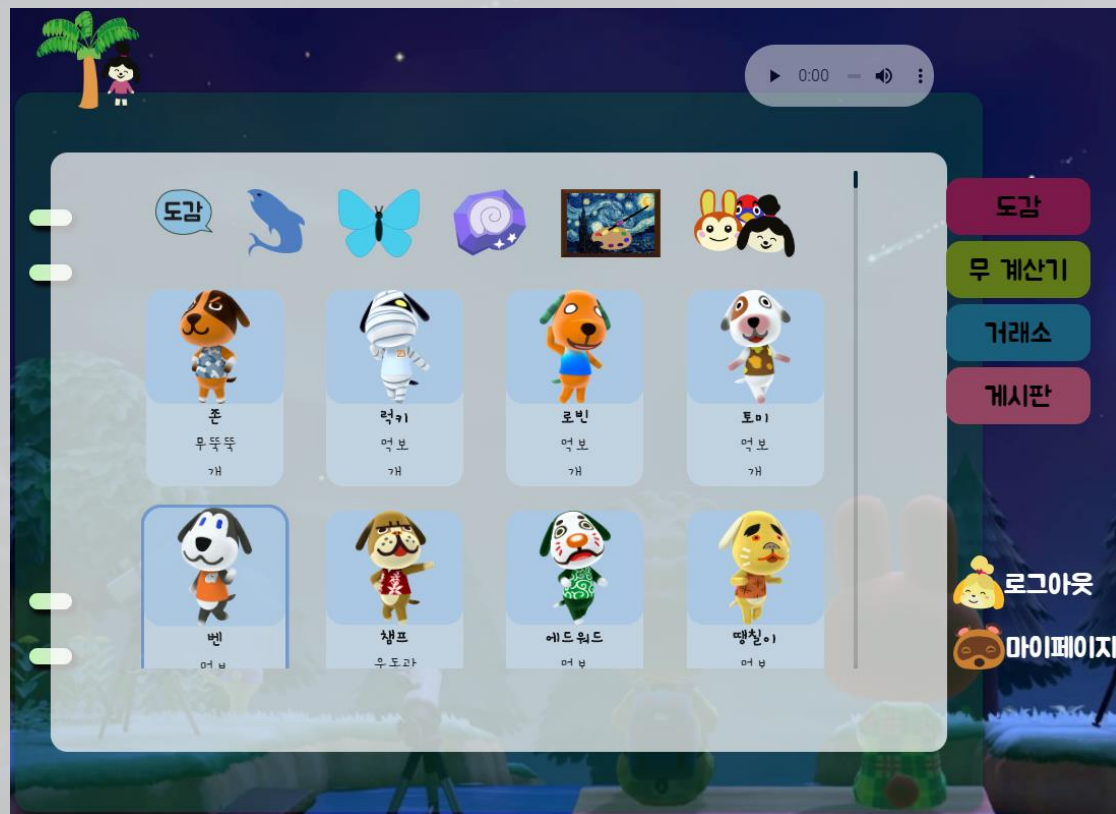 0:00
도감
도감
무 계산기
거래소
게시판
존
무뚝뚝
개
럭키
먹보
개
로빈
먹보
개
토미
먹보
개
벤
챔프
에드워드
땡칠이
로그아웃
마이페이지